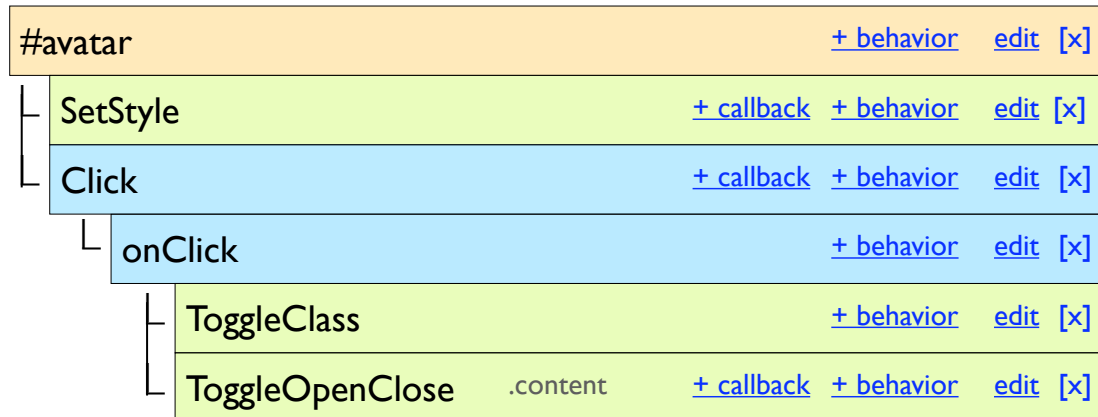 #avatar + behavior edit [x]
SetStyle + callback + behavior edit [x]
Click + callback + behavior edit [x]
onClick + behavior edit [x]
ToggleClass + behavior edit [x]
ToggleOpenClose .content + callback + behavior edit [x]